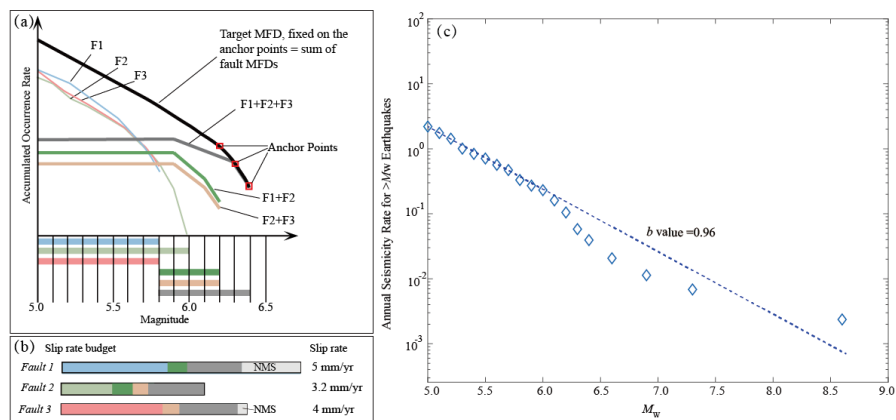 (a)
Target MFD, fixed on the
anchor points = sum of
fault MFDs
F1
F2
F3
F1+F2+F3
Anchor Points
F1+F2
F2+F3
Accumulated Occurrence Rate
5.0 5.5 6.0 6.5
Magnitude
(b) Slip rate budget Slip rate
Fault 1 NMS 5 mm/yr
Fault 2 3.2 mm/yr
Fault 3 NMS 4 mm/yr
(c)
Annual Seismicity Rate for >Mw Earthquakes
10²
10¹
10⁰
10⁻¹
10⁻²
10⁻³
b value=0.96
5.0 5.5 6.0 6.5 7.0 7.5 8.0 8.5 9.0
Mw